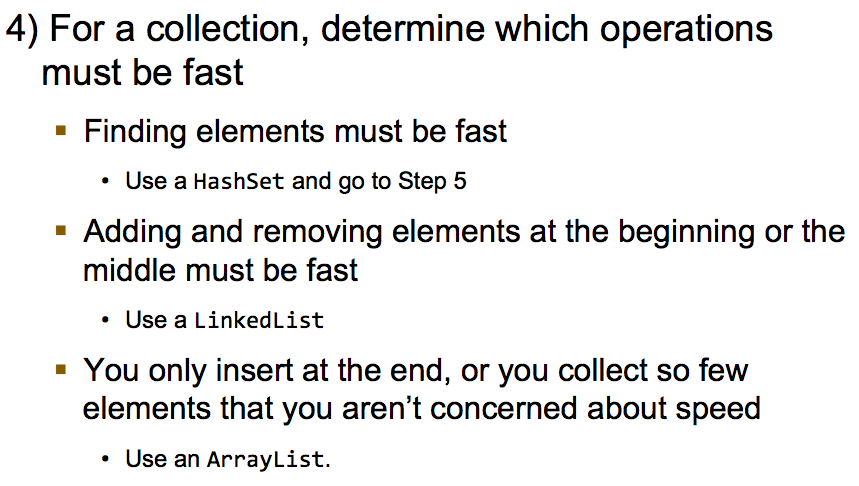 4) For a collection, determine which operations
must be fast
▪ Finding elements must be fast
• Use a HashSet and go to Step 5
▪ Adding and removing elements at the beginning or the
middle must be fast
• Use a LinkedList
▪ You only insert at the end, or you collect so few
elements that you aren’t concerned about speed
• Use an ArrayList.